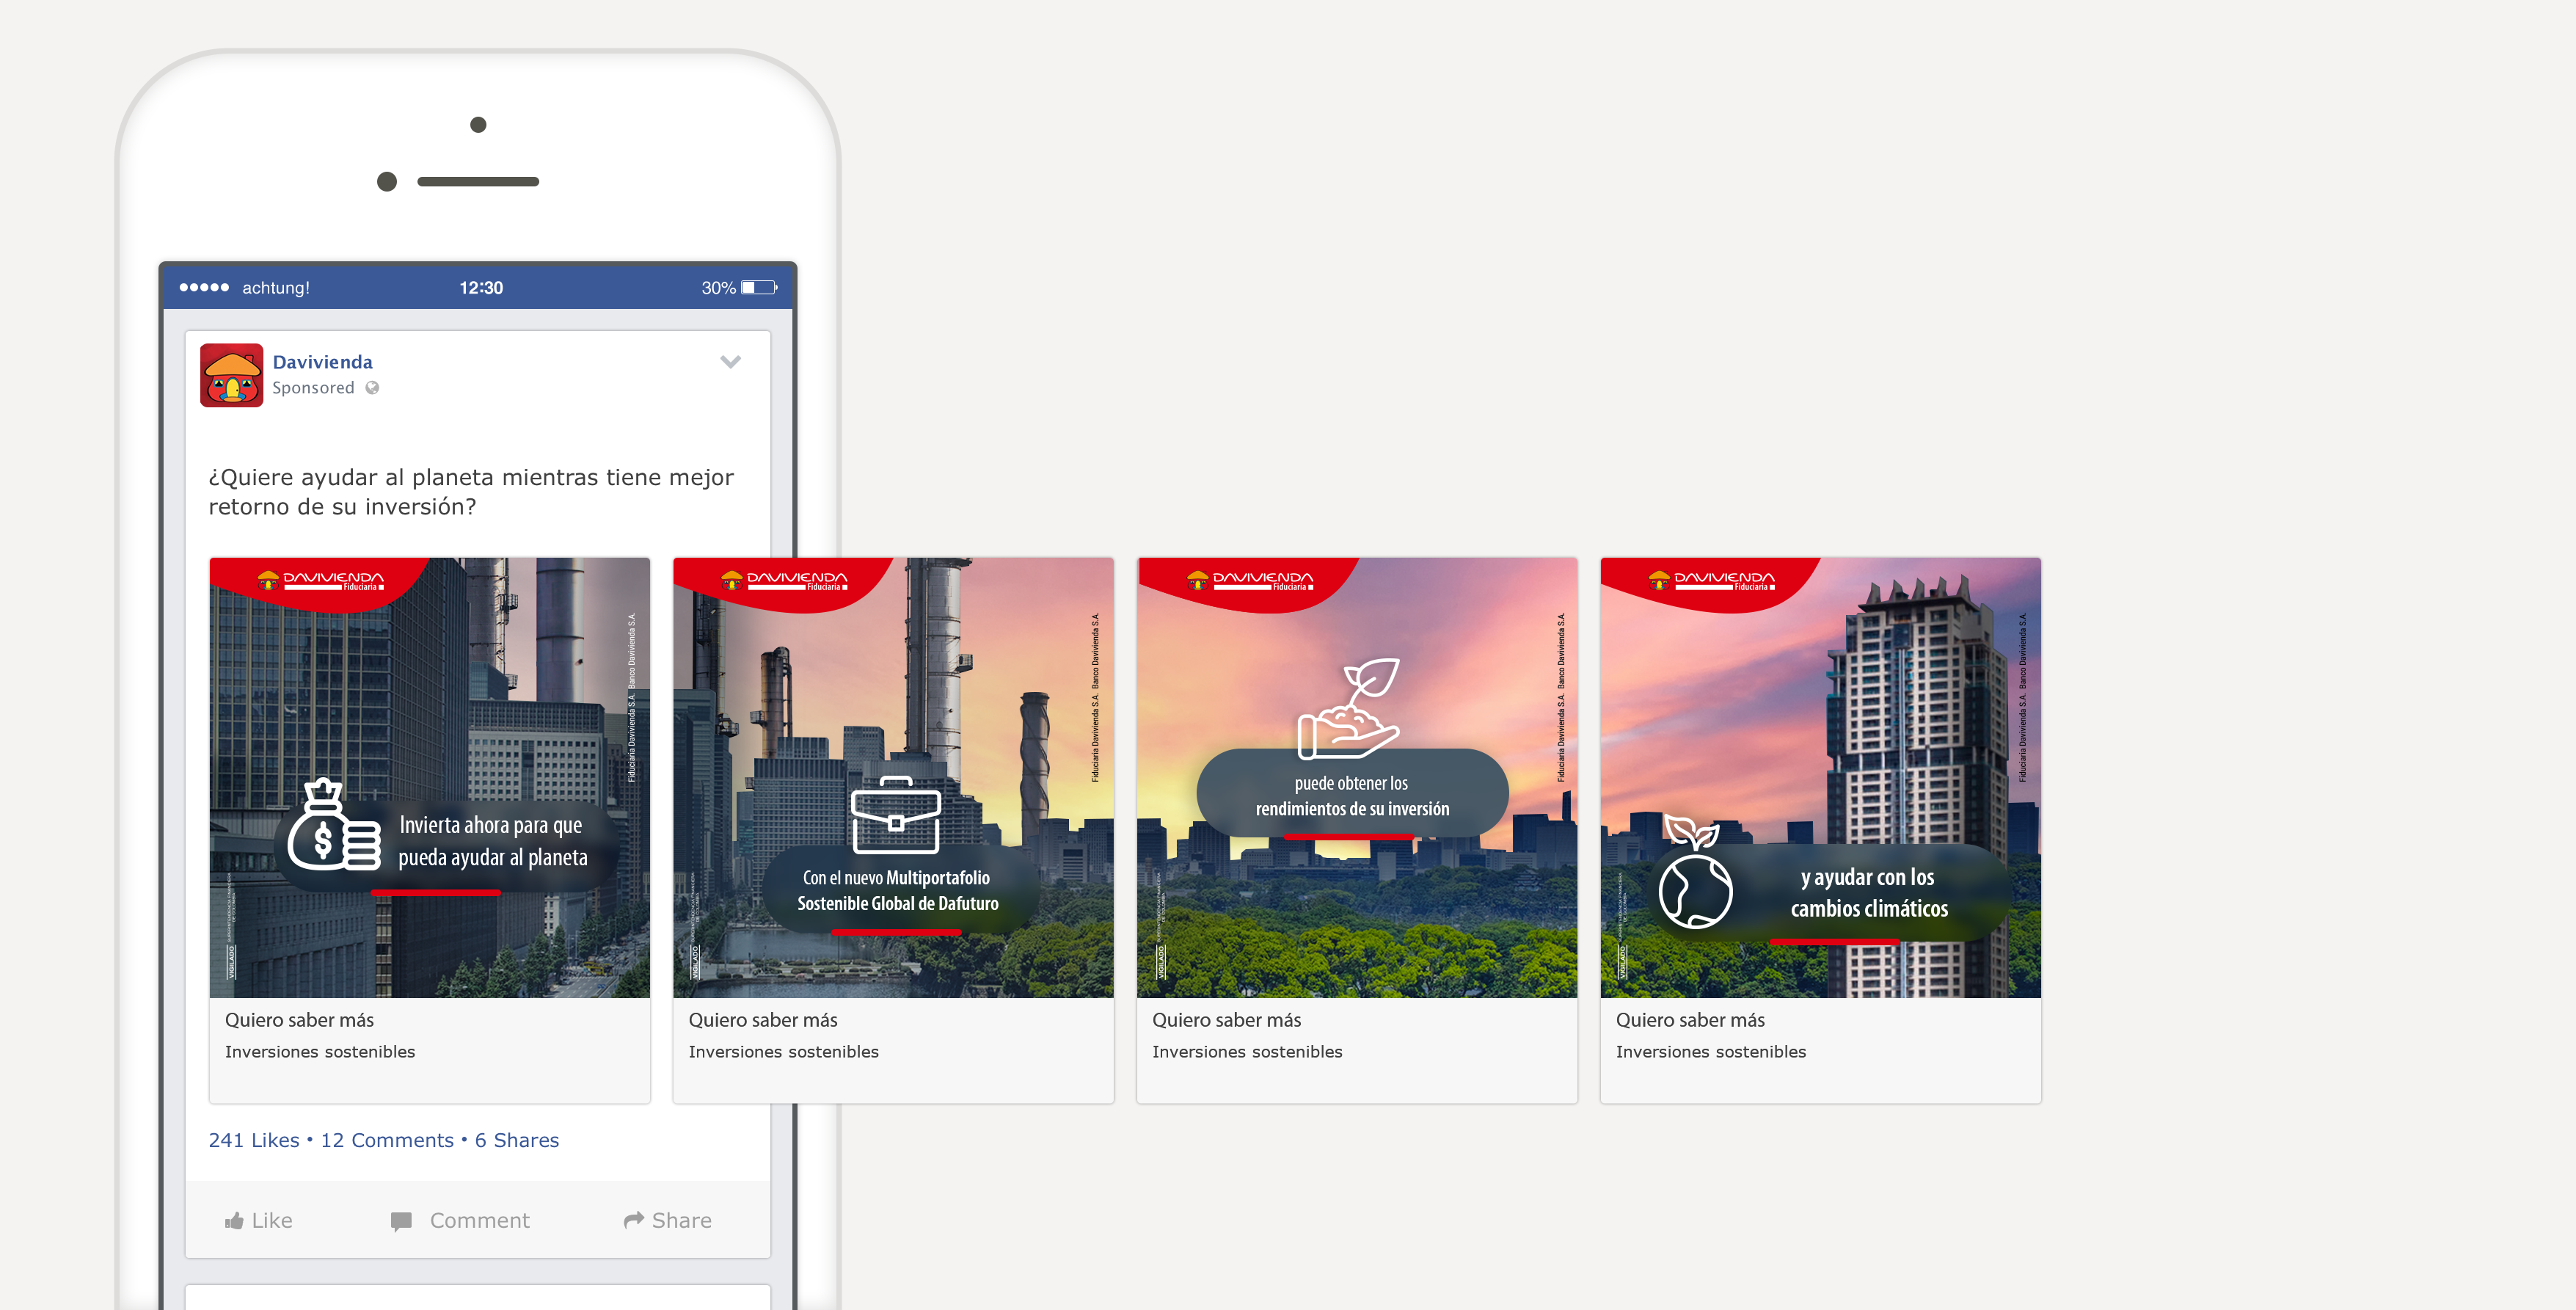 achtung!
12:30
30%
Davivienda
Sponsored
¿Quiere ayudar al planeta mientras tiene mejor
retorno de su inversión?
DAVIVIENDA
Fiduciaria
Fiduciaria Davivienda S.A. Banco Davivienda S.A.
Invierta ahora para que
pueda ayudar al planeta
VIGILADO
Quiero saber más
Inversiones sostenibles
DAVIVIENDA
Fiduciaria
Fiduciaria Davivienda S.A. Banco Davivienda S.A.
Con el nuevo Multiportafolio
Sostenible Global de Dafuturo
VIGILADO
Quiero saber más
Inversiones sostenibles
DAVIVIENDA
Fiduciaria
Fiduciaria Davivienda S.A. Banco Davivienda S.A.
puede obtener los
rendimientos de su inversión
VIGILADO
Quiero saber más
Inversiones sostenibles
DAVIVIENDA
Fiduciaria
Fiduciaria Davivienda S.A. Banco Davivienda S.A.
y ayudar con los
cambios climáticos
VIGILADO
Quiero saber más
Inversiones sostenibles
241 Likes • 12 Comments • 6 Shares
Like
Comment
Share